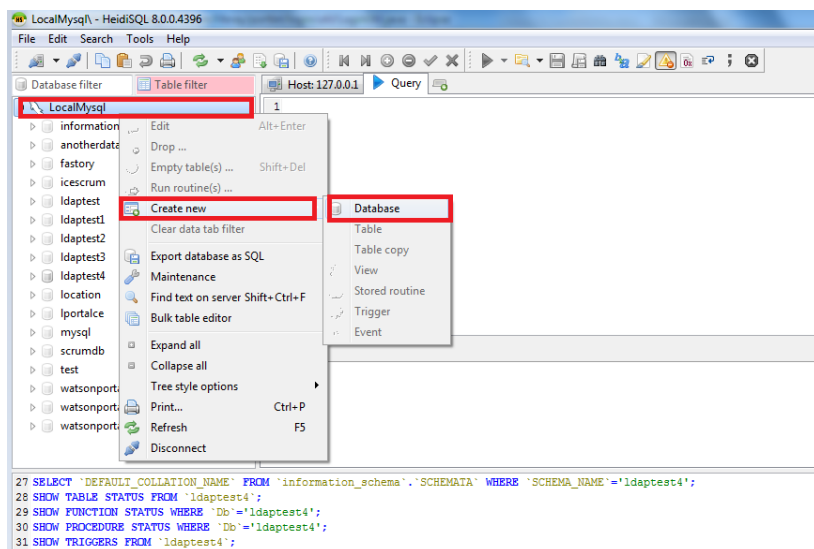 LocalMysql\ - HeidiSQL 8.0.0.4396
File Edit Search Tools Help
Database filter Table filter Host: 127.0.0.1 Query
LocalMysql 1
information
anotherdata
fastory
icescrum
ldaptest
ldaptest1
ldaptest2
ldaptest3
ldaptest4
location
lportalce
mysql
scrumdb
test
watsonport
watsonport
watsonport
Edit Alt+Enter
Drop ...
Empty table(s) ... Shift+Del
Run routine(s) ...
Create new
Clear data tab filter
Export database as SQL
Maintenance
Find text on server Shift+Ctrl+F
Bulk table editor
Expand all
Collapse all
Tree style options
Print... Ctrl+P
Refresh F5
Disconnect
Database
Table
Table copy
View
Stored routine
Trigger
Event
27 SELECT `DEFAULT_COLLATION_NAME` FROM `information_schema`.`SCHEMATA` WHERE `SCHEMA_NAME`='ldaptest4';
28 SHOW TABLE STATUS FROM `ldaptest4`;
29 SHOW FUNCTION STATUS WHERE `Db`='ldaptest4';
30 SHOW PROCEDURE STATUS WHERE `Db`='ldaptest4';
31 SHOW TRIGGERS FROM `ldaptest4`;